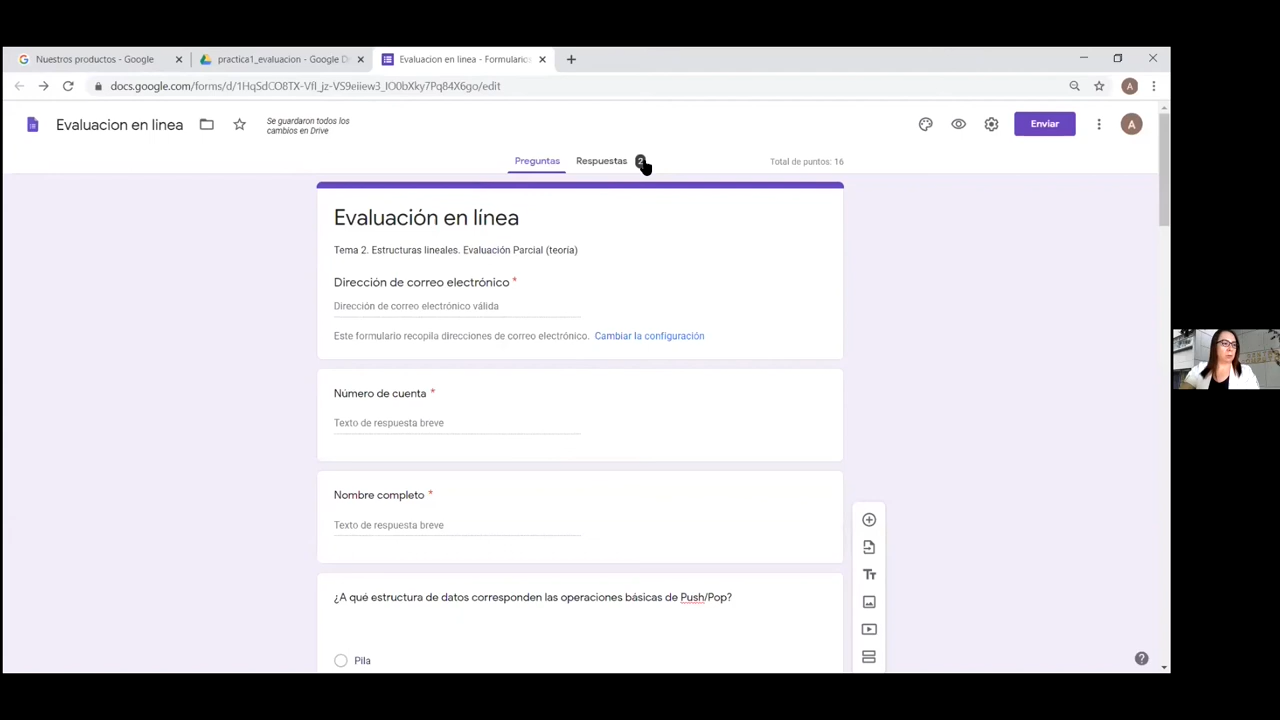 Nuestros productos - Google
practica1_evaluacion - Google D
Evaluacion en linea - Formulario
docs.google.com/forms/d/1HqSdCO8TX-VfI_jz-VS9eiiew3_IO0bXky7Pq84X6go/edit
A
Evaluacion en linea
Se guardaron todos los
cambios en Drive
Enviar
A
Preguntas
Respuestas
2
Total de puntos: 16
Evaluación en línea
Tema 2. Estructuras lineales. Evaluación Parcial (teoría)
Dirección de correo electrónico *
Dirección de correo electrónico válida
Este formulario recopila direcciones de correo electrónico. Cambiar la configuración
Número de cuenta *
Texto de respuesta breve
Nombre completo *
Texto de respuesta breve
¿A qué estructura de datos corresponden las operaciones básicas de Push/Pop?
Pila